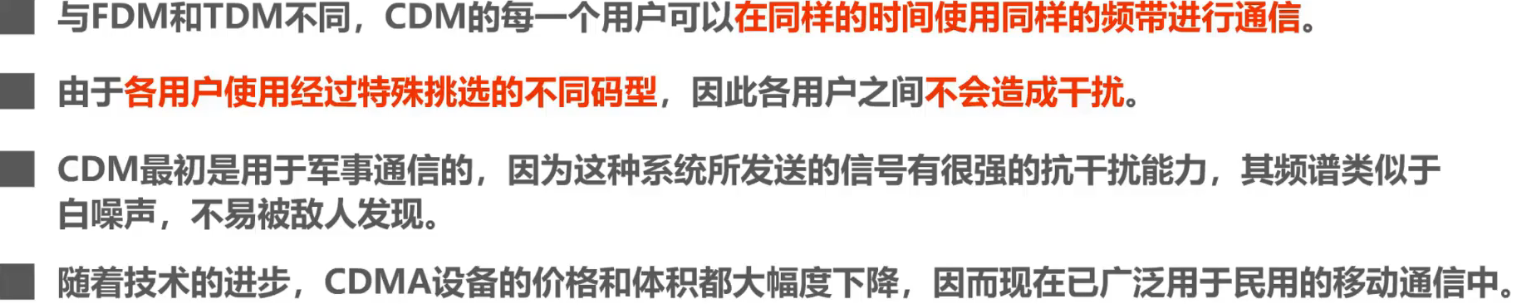 与FDM和TDM不同，CDM的每一个用户可以在同样的时间使用同样的频带进行通信。
由于各用户使用经过特殊挑选的不同码型，因此各用户之间不会造成干扰。
CDM最初是用于军事通信的，因为这种系统所发送的信号有很强的抗干扰能力，其频谱类似于
白噪声，不易被敌人发现。
随着技术的进步，CDMA设备的价格和体积都大幅度下降，因而现在已广泛用于民用的移动通信中。